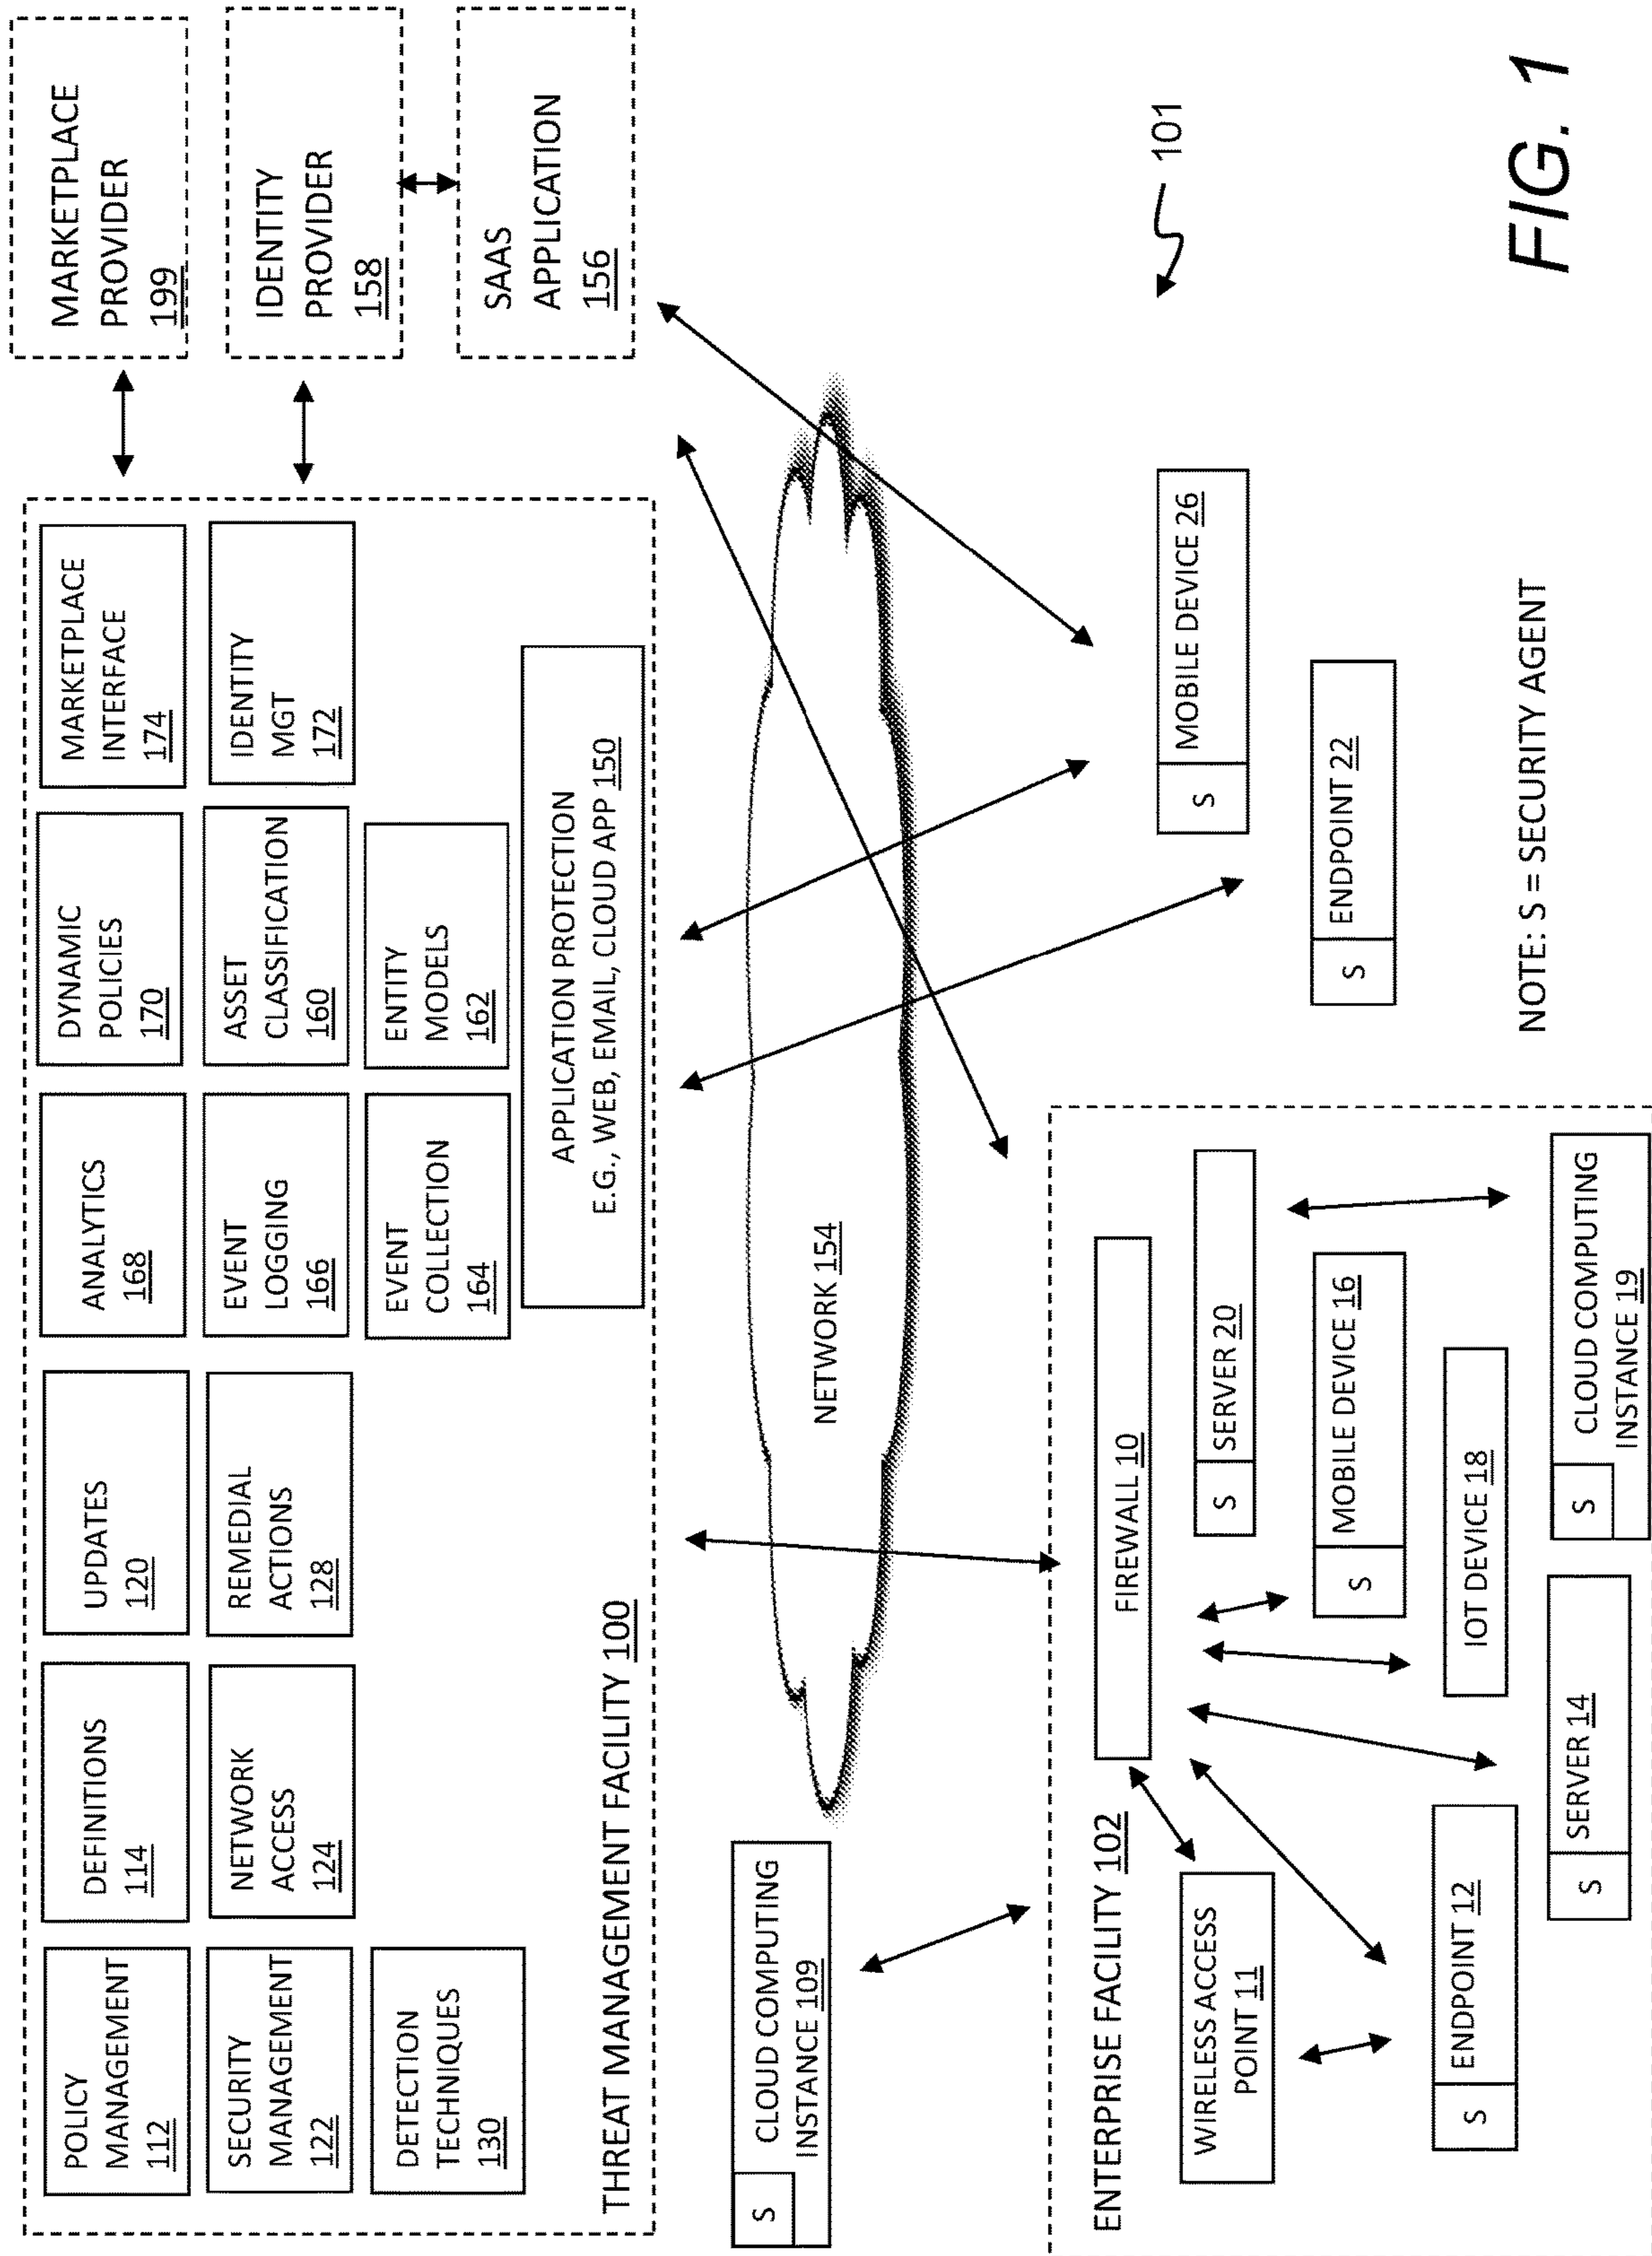 POLICY
MANAGEMENT
112
DEFINITIONS
114
UPDATES
120
ANALYTICS
168
DYNAMIC
POLICIES
170
MARKETPLACE
INTERFACE
174
MARKETPLACE
PROVIDER
199
SECURITY
MANAGEMENT
122
NETWORK
ACCESS
124
REMEDIAL
ACTIONS
128
EVENT
LOGGING
166
ASSET
CLASSIFICATION
160
IDENTITY
MGT
172
IDENTITY
PROVIDER
158
DETECTION
TECHNIQUES
130
EVENT
COLLECTION
164
ENTITY
MODELS
162
SAAS
APPLICATION
156
APPLICATION PROTECTION
E.G., WEB, EMAIL, CLOUD APP 150
THREAT MANAGEMENT FACILITY 100
S
CLOUD COMPUTING
INSTANCE 109
NETWORK 154
101
ENTERPRISE FACILITY 102
FIREWALL 10
WIRELESS ACCESS
POINT 11
S SERVER 20
S MOBILE DEVICE 26
S MOBILE DEVICE 16
S ENDPOINT 22
S ENDPOINT 12
IOT DEVICE 18
S SERVER 14
S
CLOUD COMPUTING
INSTANCE 19
NOTE: S = SECURITY AGENT
FIG. 1